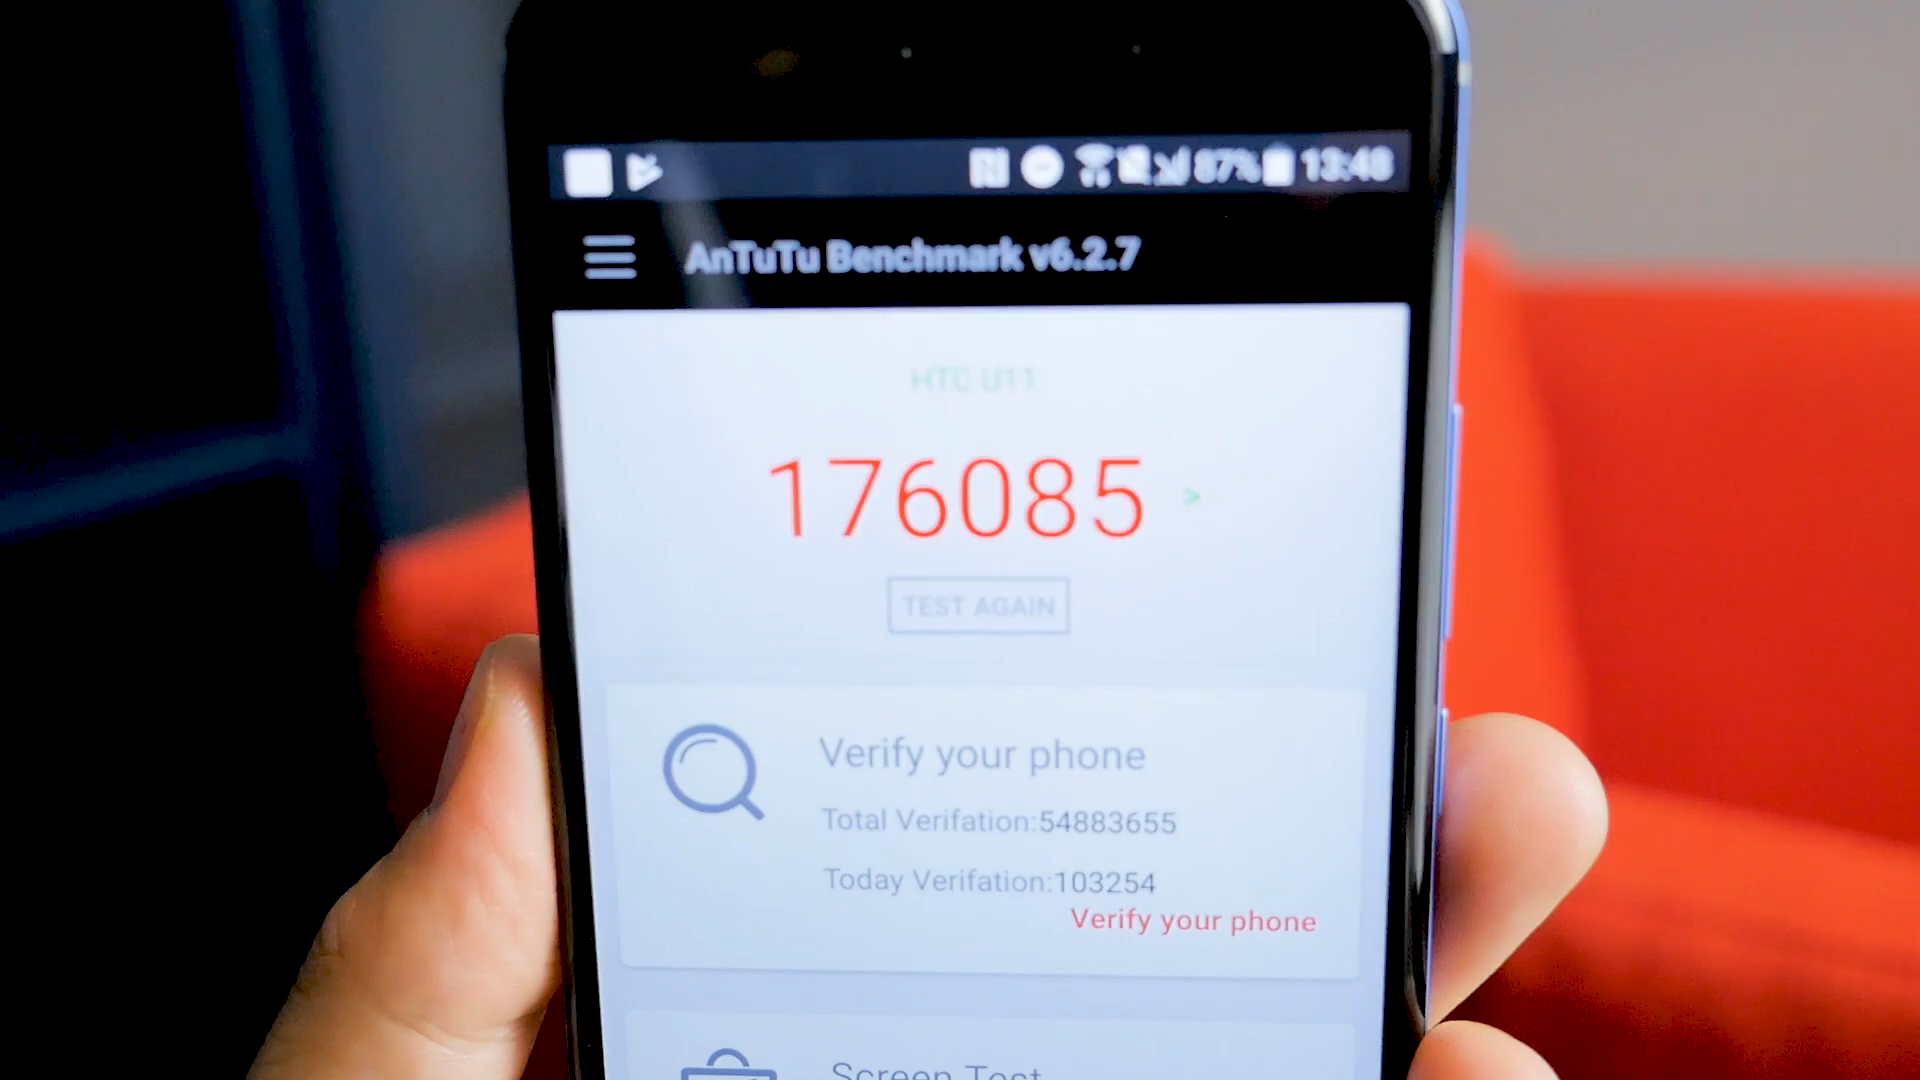 87% 13:48
AnTuTu Benchmark v6.2.7
HTC U11
176085 >
TEST AGAIN
Verify your phone
Total Verifation:54883655
Today Verifation:103254
Verify your phone
Screen Test